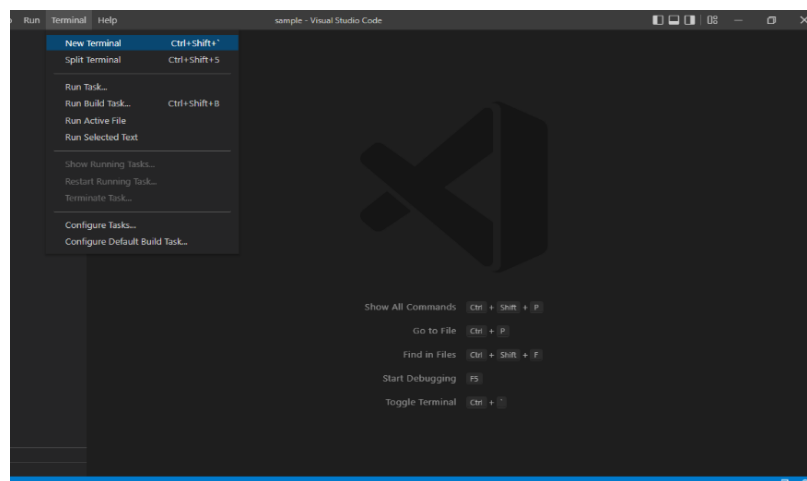 Run Terminal Help sample - Visual Studio Code
New Terminal Ctrl+Shift+`
Split Terminal Ctrl+Shift+5
Run Task...
Run Build Task... Ctrl+Shift+B
Run Active File
Run Selected Text
Show Running Tasks...
Restart Running Task...
Terminate Task...
Configure Tasks...
Configure Default Build Task...
Show All Commands Ctrl + Shift + P
Go to File Ctrl + P
Find in Files Ctrl + Shift + F
Start Debugging F5
Toggle Terminal Ctrl + `